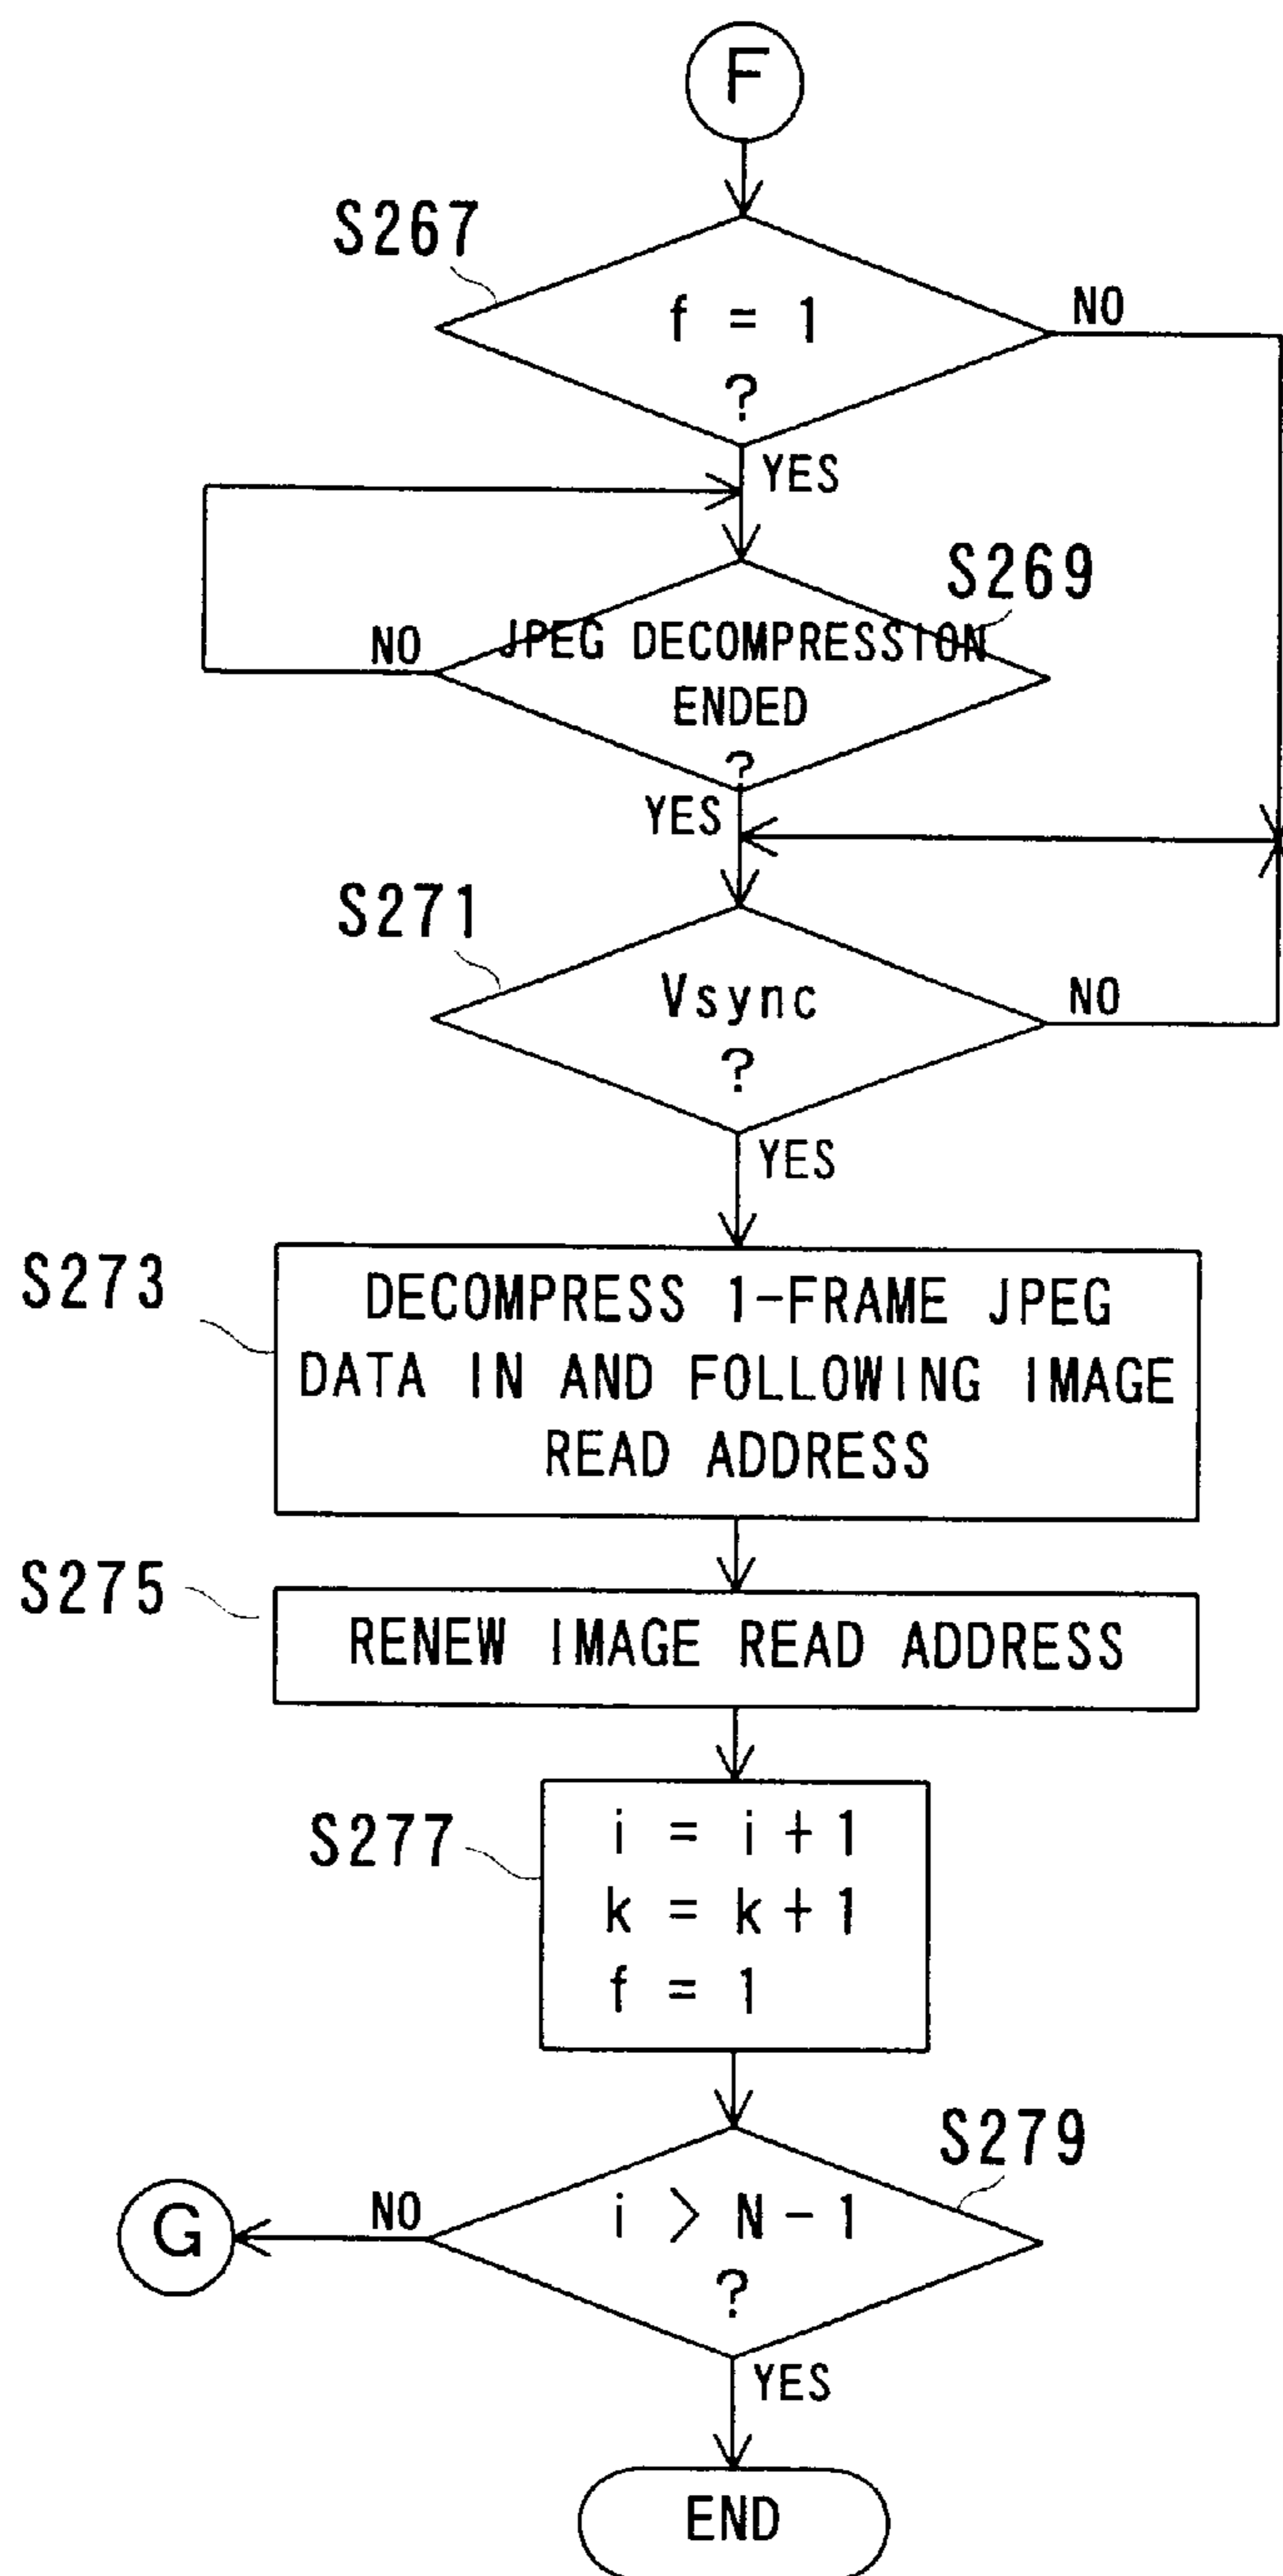 F
S267
f = 1
?
NO
YES
S269
JPEG DECOMPRESSION
ENDED
?
NO
YES
S271
Vsync
?
NO
YES
S273
DECOMPRESS 1-FRAME JPEG
DATA IN AND FOLLOWING IMAGE
READ ADDRESS
S275
RENEW IMAGE READ ADDRESS
S277
i = i+1
k = k+1
f = 1
S279
i > N-1
?
NO
G
YES
END